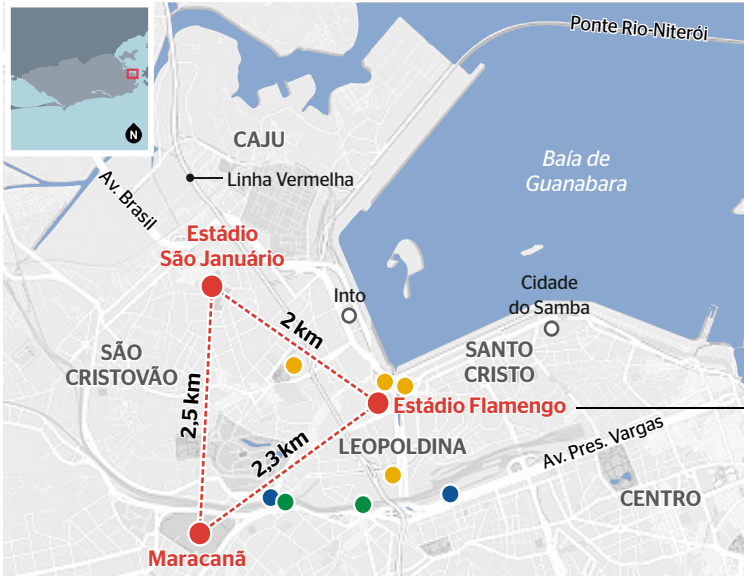 Ponte Rio-Niterói
N
CAJU
Baía de
Guanabara
Linha Vermelha
Av. Brasil
Estádio
São Januário
Into
Cidade
do Samba
2 km
SÃO
CRISTOVÃO
SANTO
CRISTO
2,5 km
Estádio Flamengo
2,3 km
LEOPOLDINA
Av. Pres. Vargas
CENTRO
Maracanã